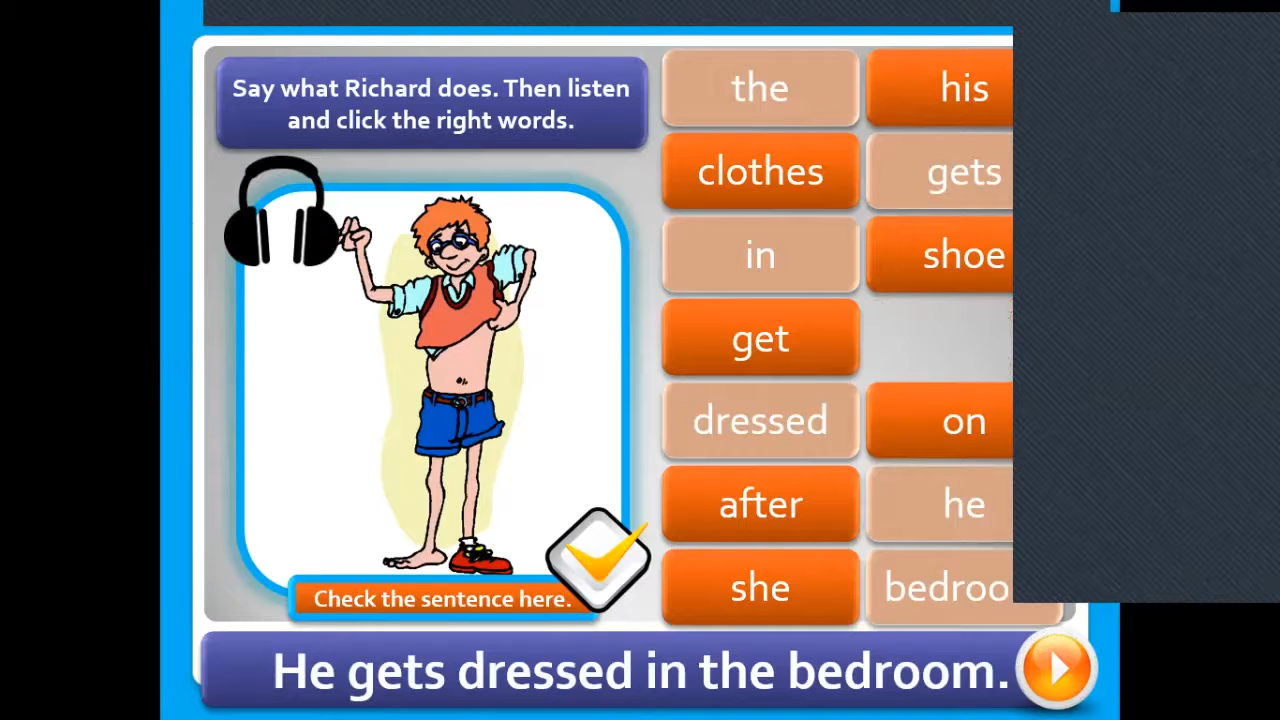 Say what Richard does. Then listen
and click the right words.
the
his
clothes
gets
in
shoe
get
dressed
on
after
he
she
bedroo
Check the sentence here.
He gets dressed in the bedroom.